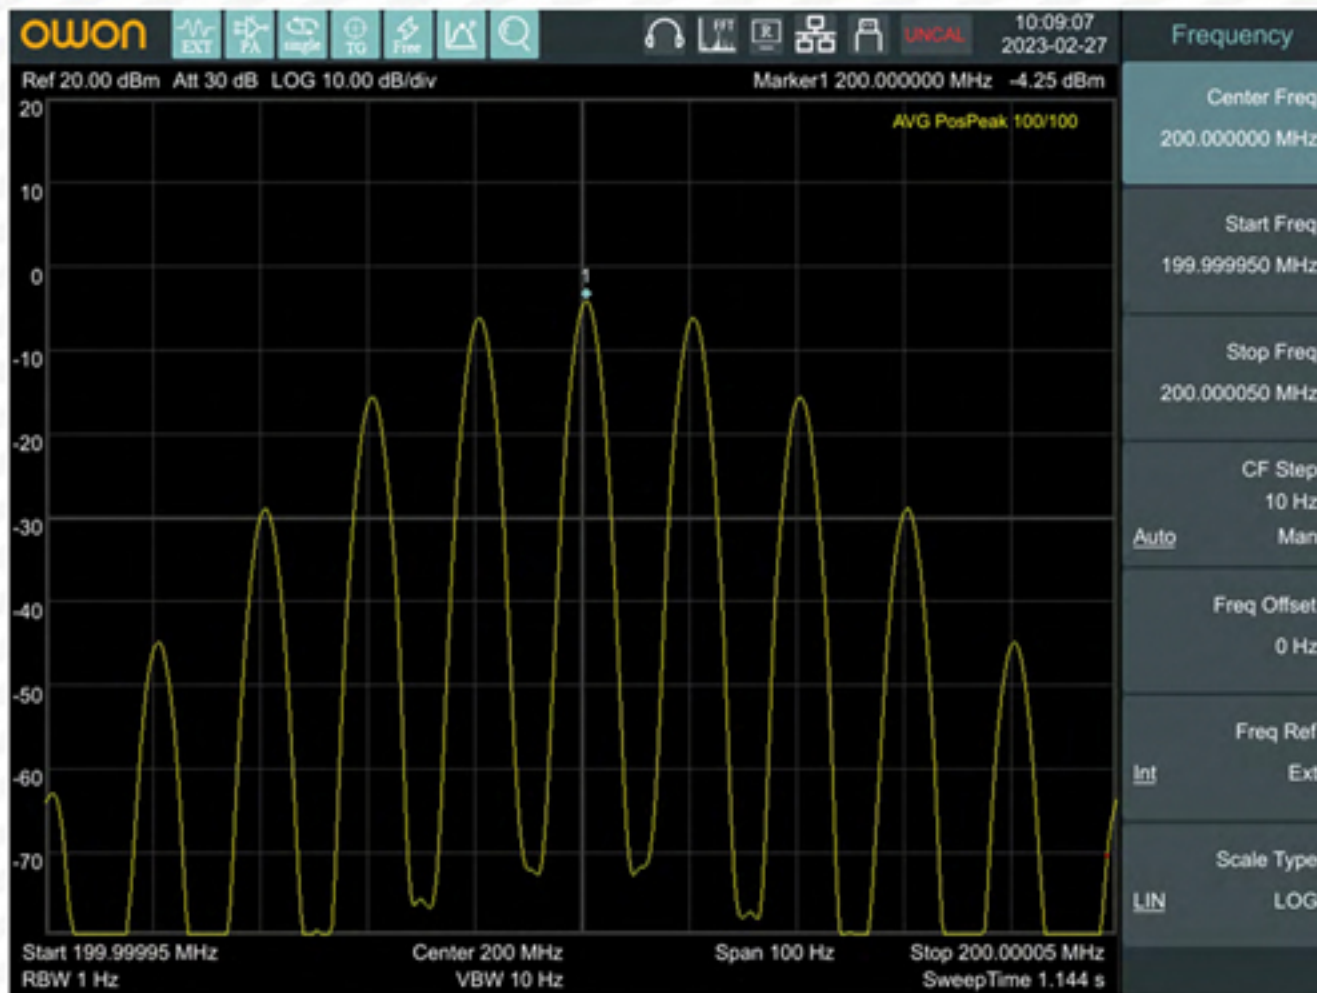 owon
EXT PA single TG Free FFT R UNCAL 10:09:07
2023-02-27
Ref 20.00 dBm Att 30 dB LOG 10.00 dB/div Marker1 200.000000 MHz -4.25 dBm
AVG PosPeak 100/100
20
10
0
-10
-20
-30
-40
-50
-60
-70
1
Start 199.99995 MHz Center 200 MHz Span 100 Hz Stop 200.00005 MHz
RBW 1 Hz VBW 10 Hz SweepTime 1.144 s
Frequency
Center Freq
200.000000 MHz
Start Freq
199.999950 MHz
Stop Freq
200.000050 MHz
CF Step
10 Hz
Auto Man
Freq Offset
0 Hz
Freq Ref
Int Ext
Scale Type
LIN LOG